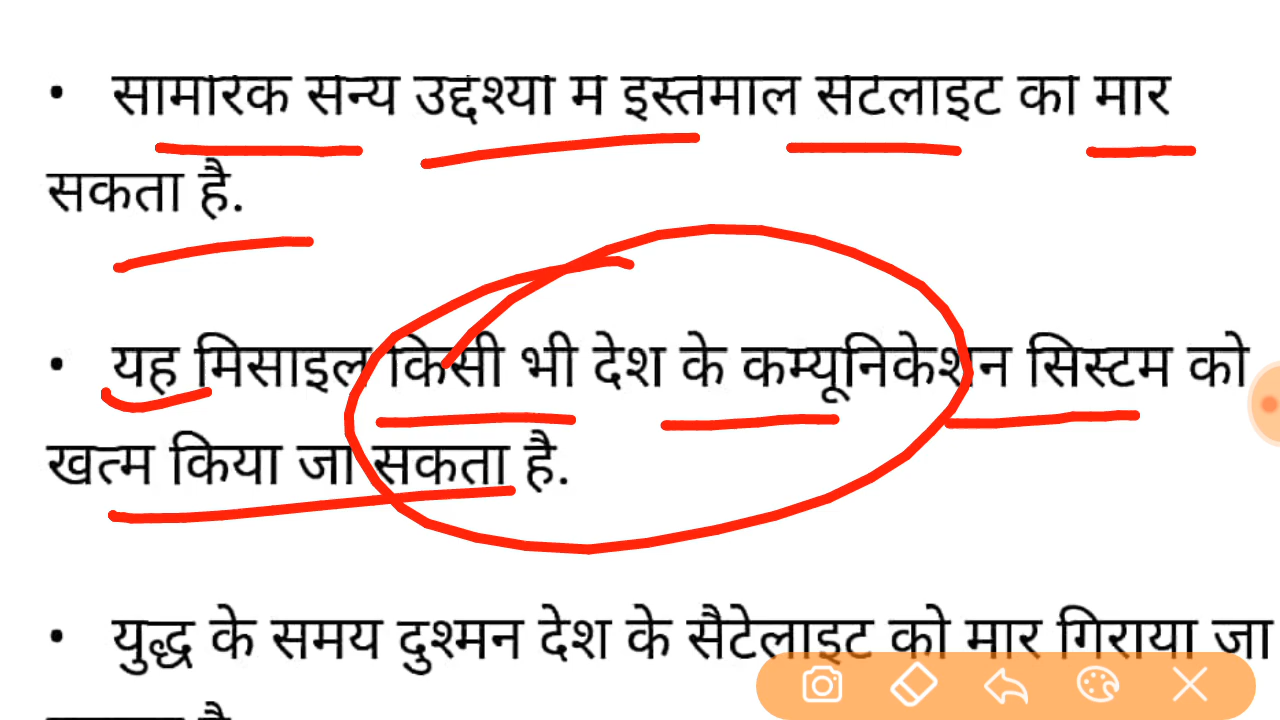 • सामरिक सैन्य उद्देश्यों में इस्तेमाल सैटेलाइट को मार
सकता है.
• यह मिसाइल किसी भी देश के कम्यूनिकेशन सिस्टम को
खत्म किया जा सकता है.
• युद्ध के समय दुश्मन देश के सैटेलाइट को मार गिराया जा